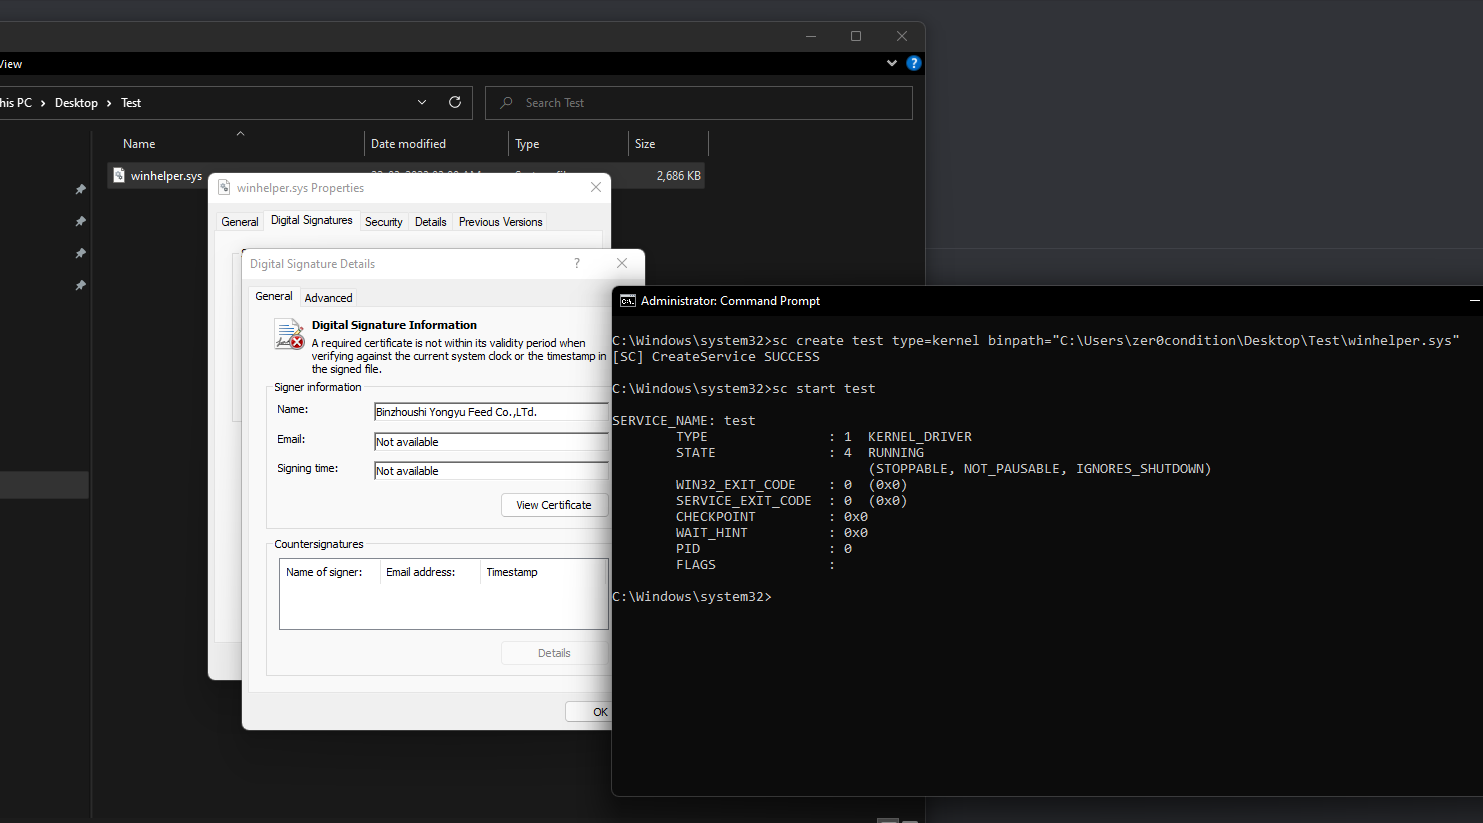 View
his PC > Desktop > Test
Search Test
Name
Date modified
Type
Size
winhelper.sys
2,686 KB
winhelper.sys Properties
General
Digital Signatures
Security
Details
Previous Versions
Digital Signature Details
?
General
Advanced
Digital Signature Information
A required certificate is not within its validity period when
verifying against the current system clock or the timestamp in
the signed file.
Signer information
Name:
Binzhoushi Yongyu Feed Co.,LTd.
Email:
Not available
Signing time:
Not available
View Certificate
Countersignatures
Name of signer:
Email address:
Timestamp
Details
OK
Administrator: Command Prompt
C:\Windows\system32>sc create test type=kernel binpath="C:\Users\zer0condition\Desktop\Test\winhelper.sys"
[SC] CreateService SUCCESS
C:\Windows\system32>sc start test
SERVICE_NAME: test
TYPE : 1 KERNEL_DRIVER
STATE : 4 RUNNING
(STOPPABLE, NOT_PAUSABLE, IGNORES_SHUTDOWN)
WIN32_EXIT_CODE : 0 (0x0)
SERVICE_EXIT_CODE : 0 (0x0)
CHECKPOINT : 0x0
WAIT_HINT : 0x0
PID : 0
FLAGS :
C:\Windows\system32>